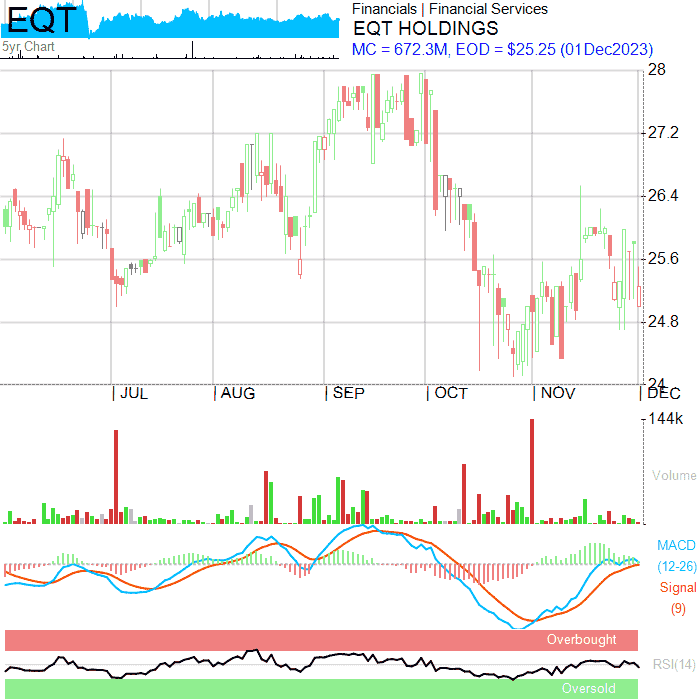 EQT
5yr Chart
Financials | Financial Services
EQT HOLDINGS
MC = 672.3M, EOD = $25.25 (01Dec2023)
28
27.2
26.4
25.6
24.8
24
JUL
AUG
SEP
OCT
NOV
DEC
144k
Volume
MACD
(12-26)
Signal
(9)
Overbought
RSI(14)
Oversold